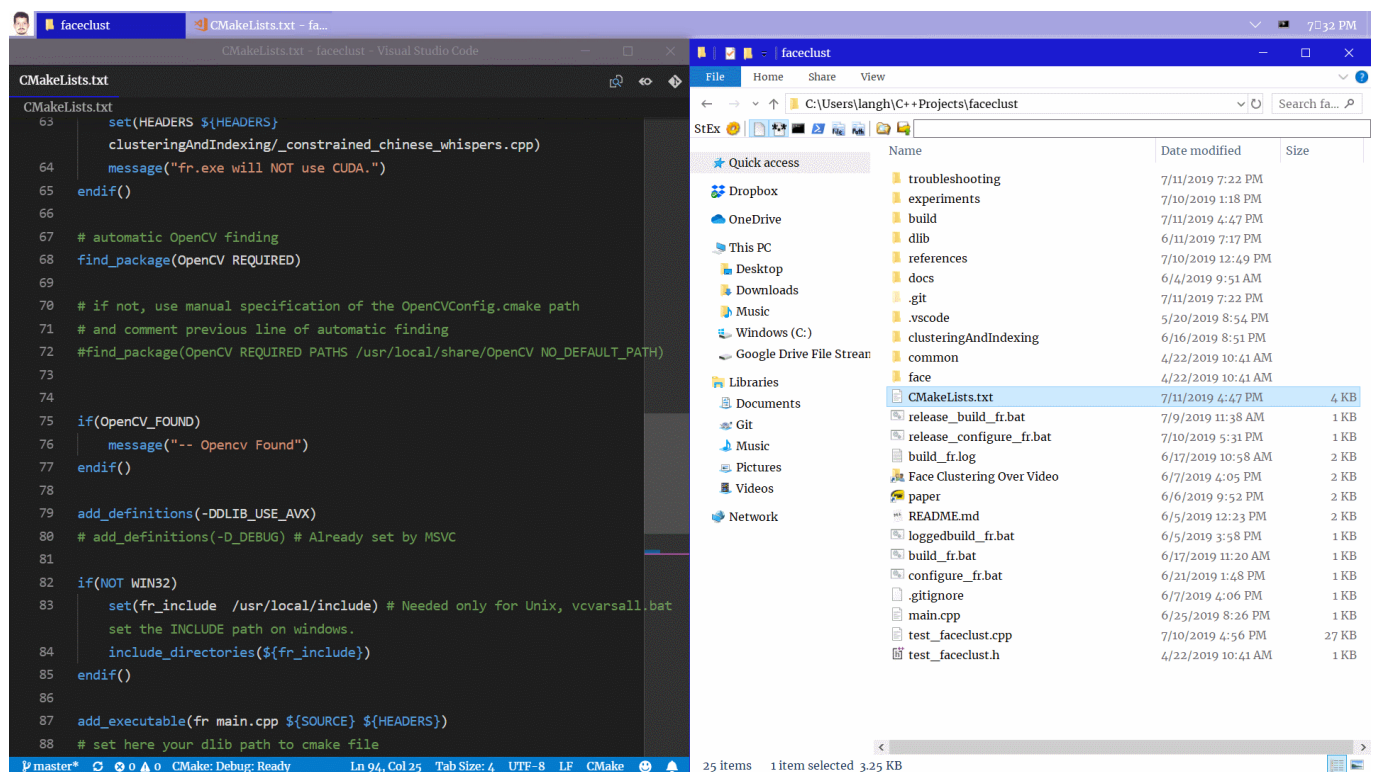 faceclust
CMakeLists.txt - fa...
7 32 PM
CMakeLists.txt - faceclust - Visual Studio Code
CMakeLists.txt
CMakeLists.txt
63 set(HEADERS ${HEADERS}
clusteringAndIndexing/_constrained_chinese_whispers.cpp)
64 message("fr.exe will NOT use CUDA.")
65 endif()
66
67 # automatic OpenCV finding
68 find_package(OpenCV REQUIRED)
69
70 # if not, use manual specification of the OpenCVConfig.cmake path
71 # and comment previous line of automatic finding
72 #find_package(OpenCV REQUIRED PATHS /usr/local/share/OpenCV NO_DEFAULT_PATH)
73
74
75 if(OpenCV_FOUND)
76 message("-- Opencv Found")
77 endif()
78
79 add_definitions(-DDLIB_USE_AVX)
80 # add_definitions(-D_DEBUG) # Already set by MSVC
81
82 if(NOT WIN32)
83 set(fr_include /usr/local/include) # Needed only for Unix, vcvarsall.bat
set the INCLUDE path on windows.
84 include_directories(${fr_include})
85 endif()
86
87 add_executable(fr main.cpp ${SOURCE} ${HEADERS})
88 # set here your dlib path to cmake file
master* 0 0 CMake: Debug: Ready Ln 94, Col 25 Tab Size: 4 UTF-8 LF CMake
faceclust
File Home Share View
C:\Users\langh\C++Projects\faceclust Search fa...
StEx
Quick access
Dropbox
OneDrive
This PC
Desktop
Downloads
Music
Windows (C:)
Google Drive File Strean
Libraries
Documents
Git
Music
Pictures
Videos
Network
Name Date modified Size
troubleshooting 7/11/2019 7:22 PM
experiments 7/10/2019 1:18 PM
build 7/11/2019 4:47 PM
dlib 6/11/2019 7:17 PM
references 7/10/2019 12:49 PM
docs 6/4/2019 9:51 AM
.git 7/11/2019 7:22 PM
.vscode 5/20/2019 8:54 PM
clusteringAndIndexing 6/16/2019 8:51 PM
common 4/22/2019 10:41 AM
face 4/22/2019 10:41 AM
CMakeLists.txt 7/11/2019 4:47 PM 4 KB
release_build_fr.bat 7/9/2019 11:38 AM 1 KB
release_configure_fr.bat 7/10/2019 5:31 PM 1 KB
build_fr.log 6/17/2019 10:58 AM 2 KB
Face Clustering Over Video 6/7/2019 4:05 PM 2 KB
paper 6/6/2019 9:52 PM 2 KB
README.md 6/5/2019 12:23 PM 2 KB
loggedbuild_fr.bat 6/5/2019 3:58 PM 1 KB
build_fr.bat 6/17/2019 11:20 AM 1 KB
configure_fr.bat 6/21/2019 1:48 PM 1 KB
.gitignore 6/7/2019 4:06 PM 1 KB
main.cpp 6/25/2019 8:26 PM 1 KB
test_faceclust.cpp 7/10/2019 4:56 PM 27 KB
test_faceclust.h 4/22/2019 10:41 AM 1 KB
25 items 1 item selected 3.25 KB